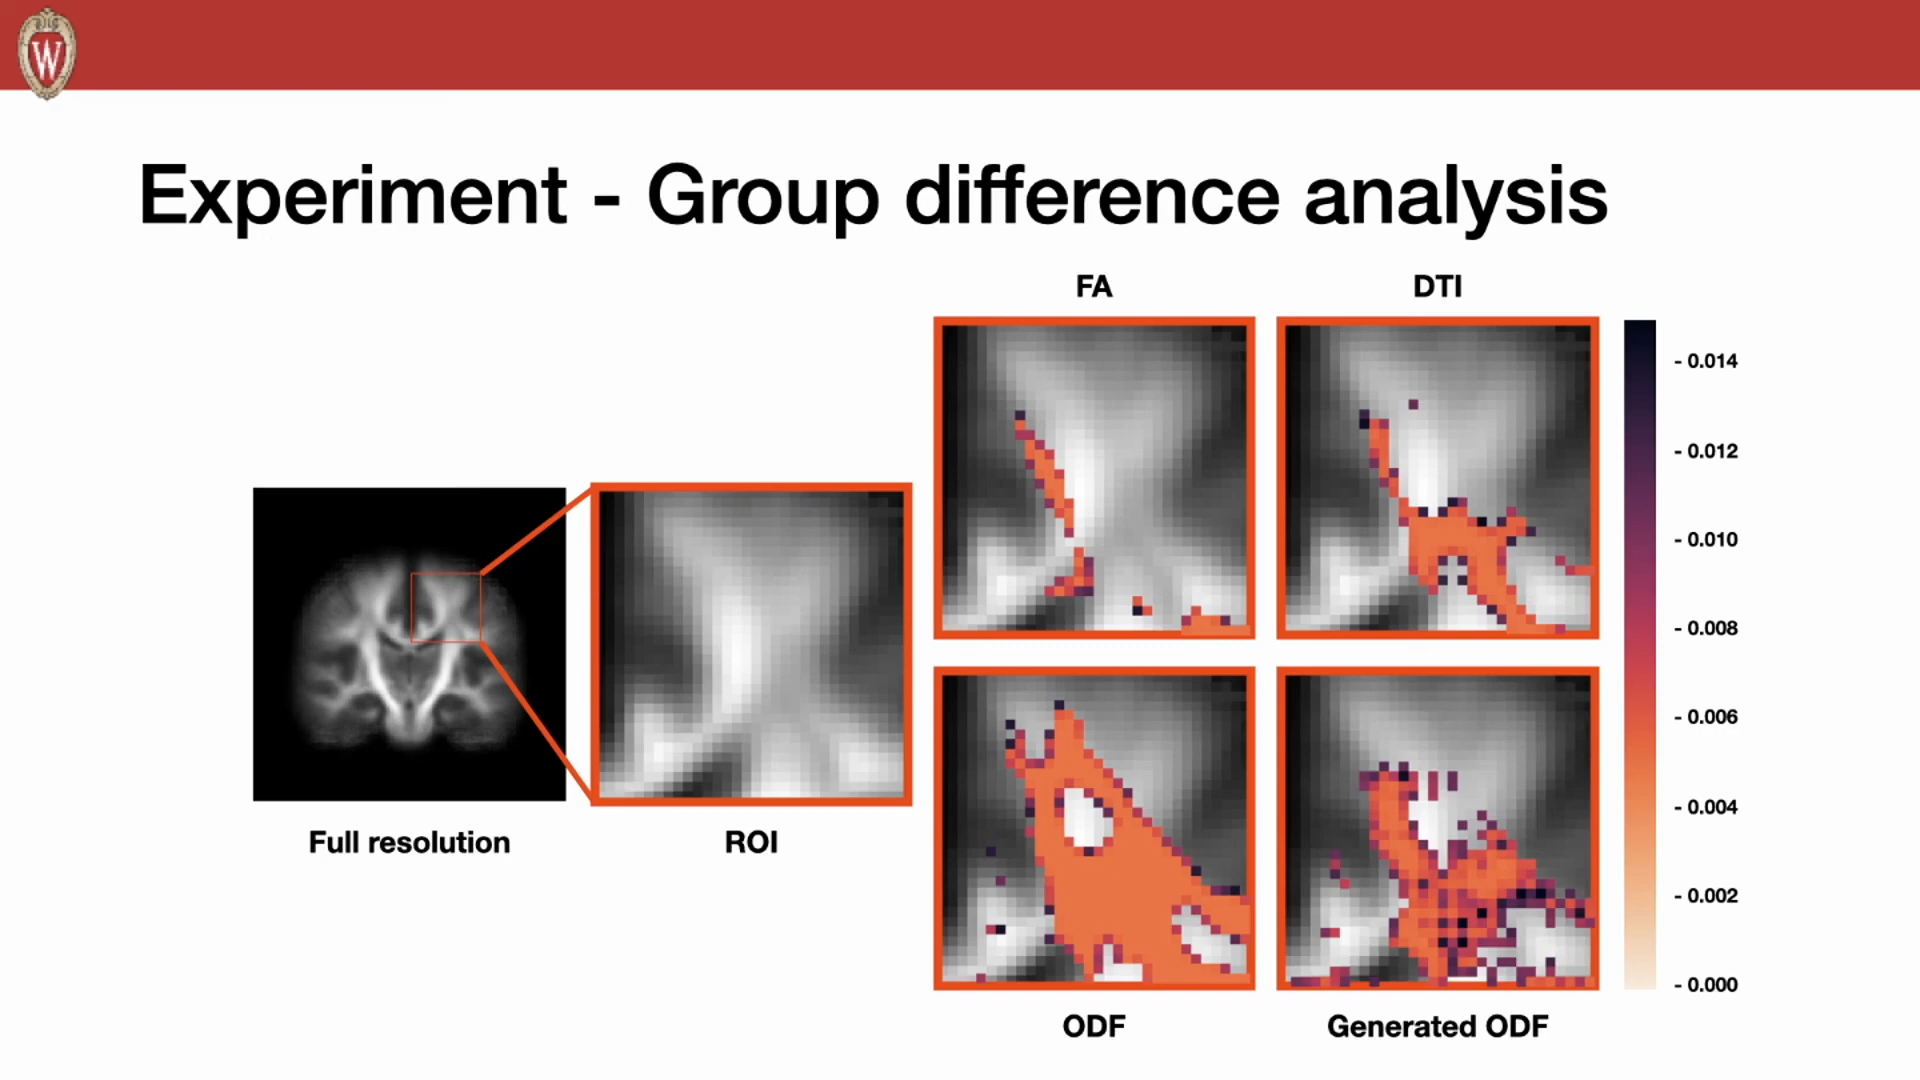 W
Experiment - Group difference analysis
FA
DTI
- 0.014
- 0.012
- 0.010
- 0.008
- 0.006
- 0.004
- 0.002
- 0.000
Full resolution
ROI
ODF
Generated ODF